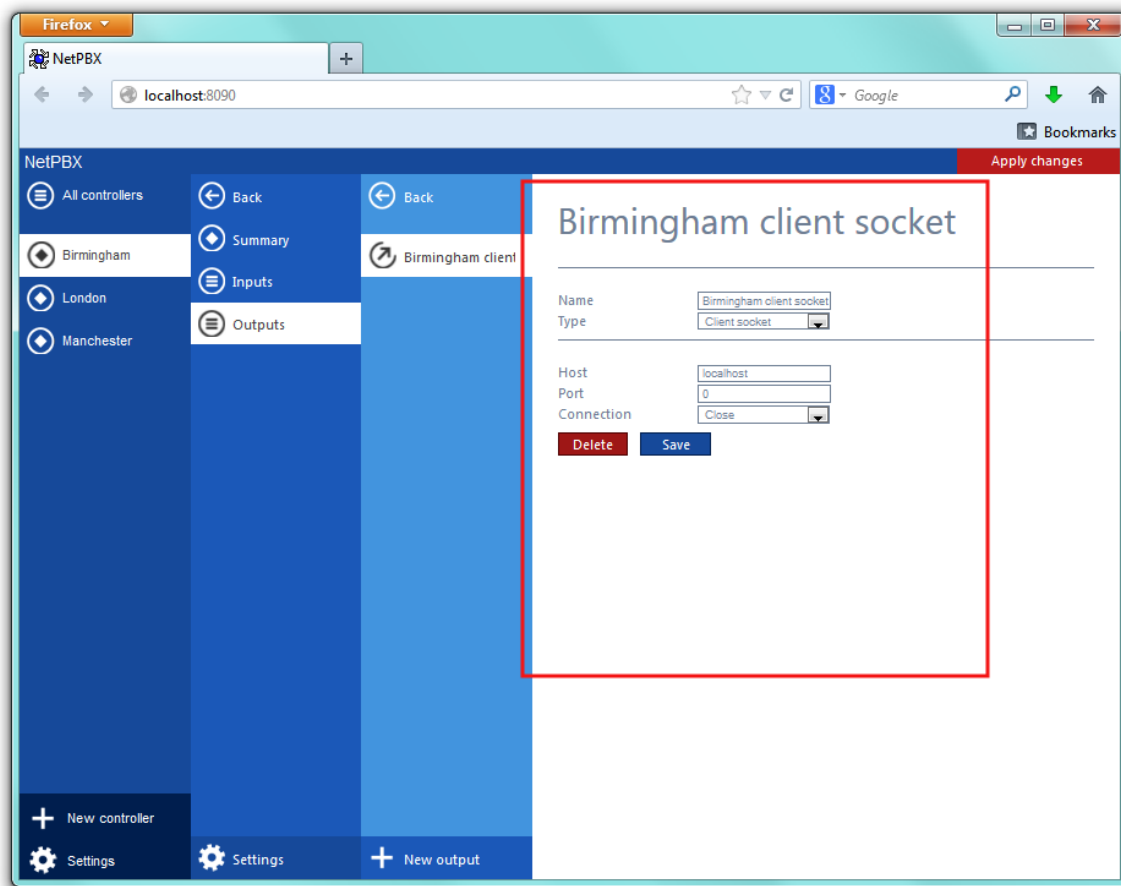 Firefox
NetPBX
localhost:8090
Google
Bookmarks
NetPBX
Apply changes
All controllers
Birmingham
London
Manchester
New controller
Settings
Back
Summary
Inputs
Outputs
Settings
Back
Birmingham client
New output
Birmingham client socket
Name
Birmingham client socket
Type
Client socket
Host
localhost
Port
0
Connection
Close
Delete
Save